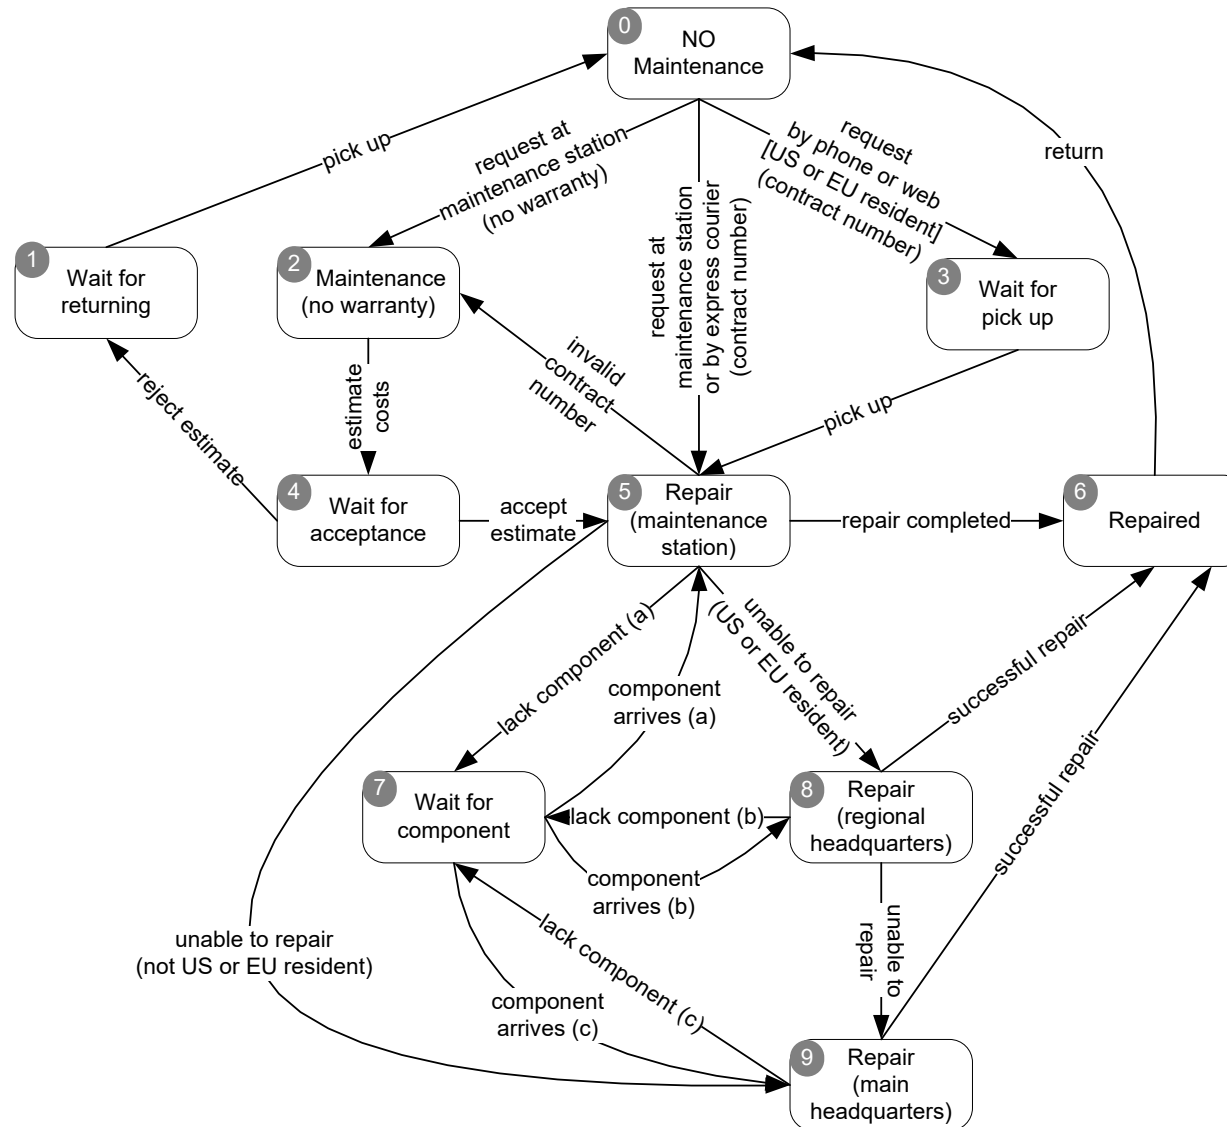 0
NO
Maintenance
pick up
request at
maintenance station
(no warranty)
request at
maintenance station
or by express courier
(contract number)
request
by phone or web
[US or EU resident]
(contract number)
return
1
Wait for
returning
2
Maintenance
(no warranty)
3
Wait for
pick up
reject estimate
estimate
costs
invalid
contract
number
pick up
4
Wait for
acceptance
accept
estimate
5
Repair
(maintenance
station)
repair completed
6
Repaired
lack component (a)
component
arrives (a)
unable to repair
(US or EU resident)
successful repair
successful repair
7
Wait for
component
lack component (b)
component
arrives (b)
8
Repair
(regional
headquarters)
unable to repair
(not US or EU resident)
component
arrives (c)
lack component (c)
unable to
repair
9
Repair
(main
headquarters)